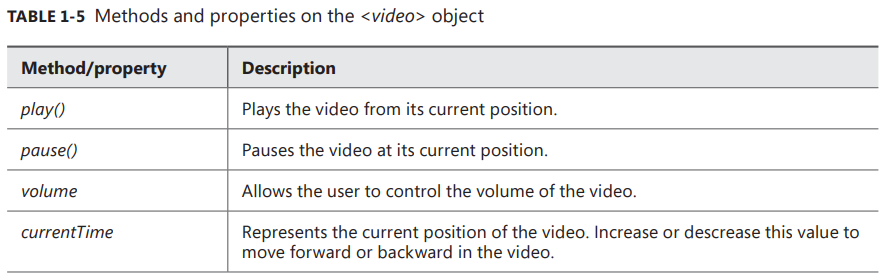 TABLE 1-5 Methods and properties on the <video> object
Method/property Description
play() Plays the video from its current position.
pause() Pauses the video at its current position.
volume Allows the user to control the volume of the video.
currentTime Represents the current position of the video. Increase or descrease this value to
move forward or backward in the video.